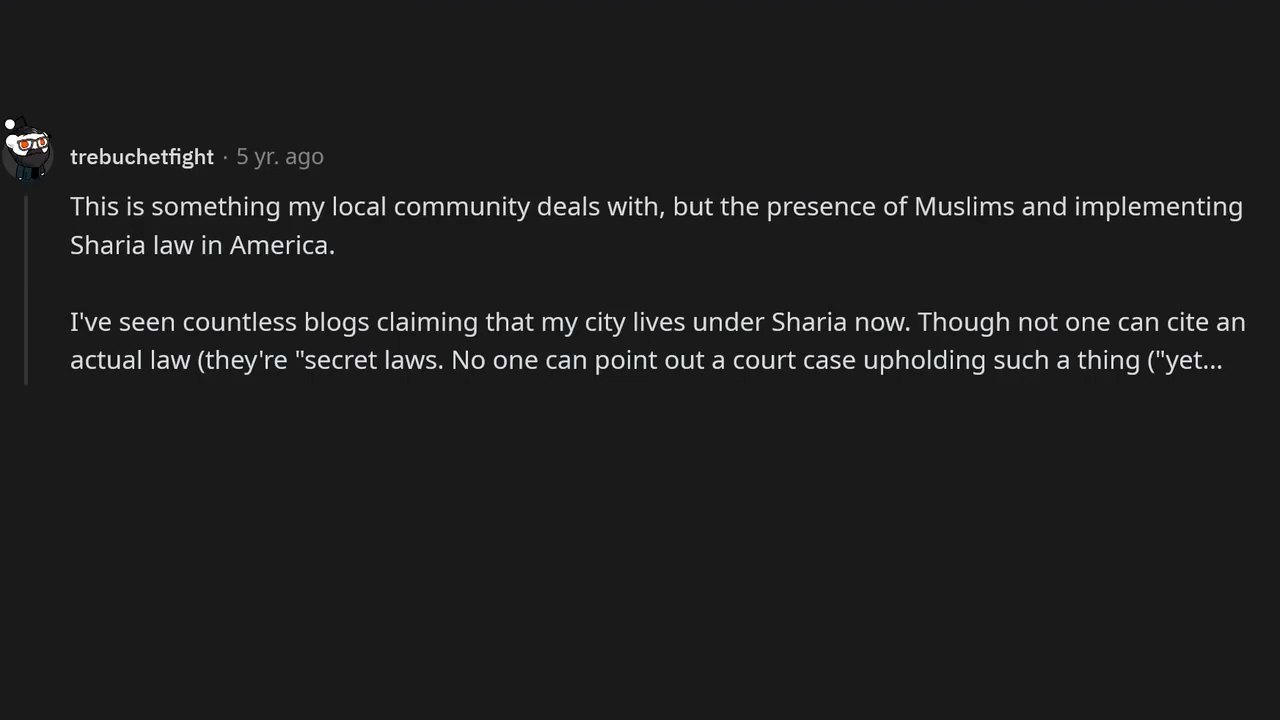 trebuchetfight · 5 yr. ago
This is something my local community deals with, but the presence of Muslims and implementing
Sharia law in America.
I've seen countless blogs claiming that my city lives under Sharia now. Though not one can cite an
actual law (they're "secret laws. No one can point out a court case upholding such a thing ("yet...